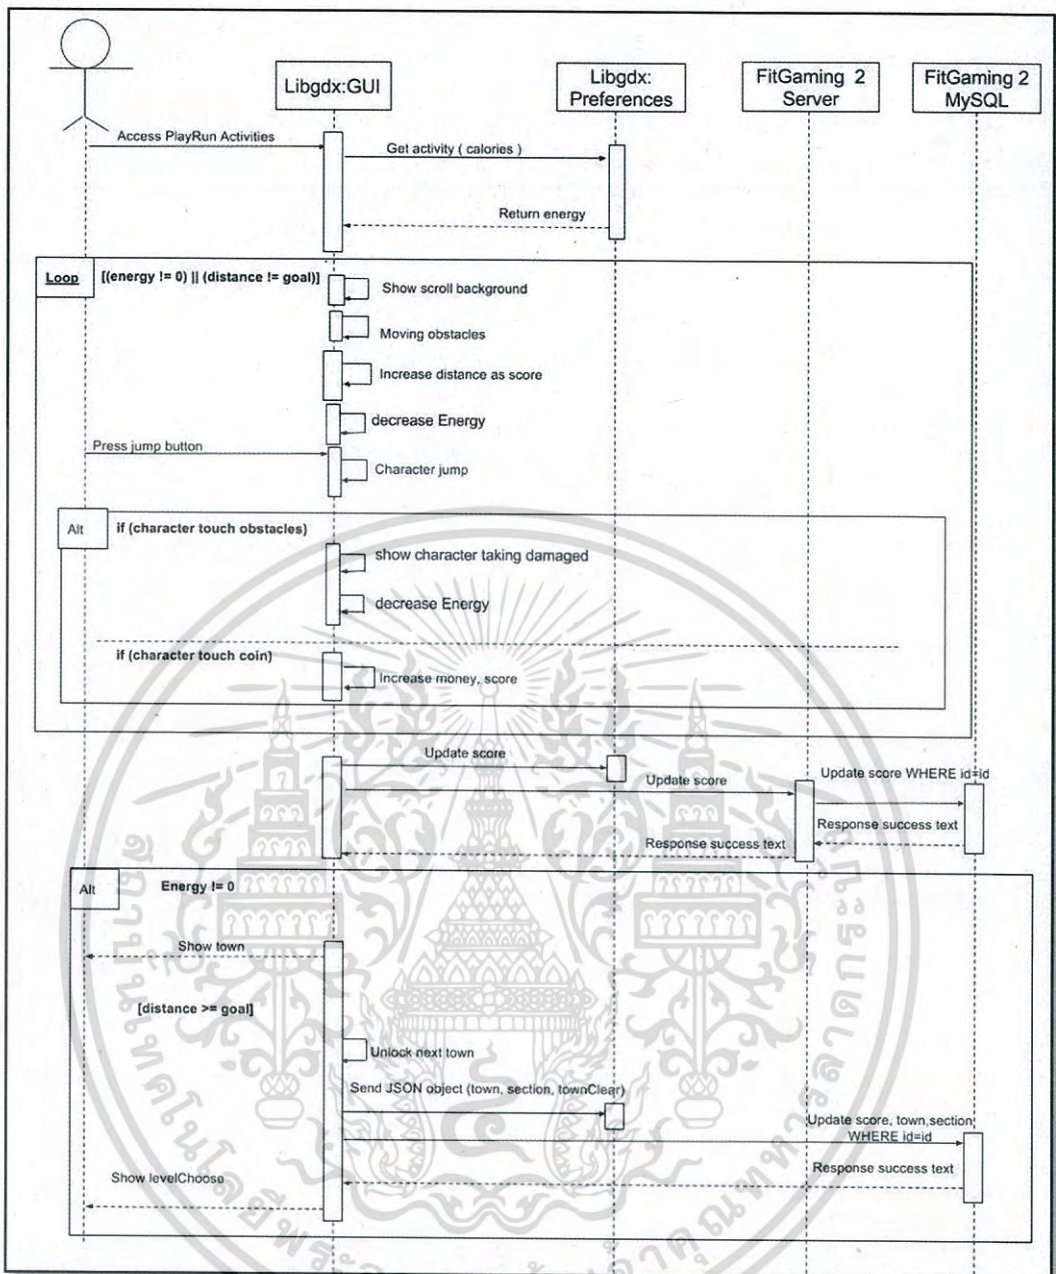 Libgdx:GUI
Libgdx:
Preferences
FitGaming 2
Server
FitGaming 2
MySQL
Access PlayRun Activities
Get activity ( calories )
Return energy
Loop
[(energy != 0) || (distance != goal)]
Show scroll background
Moving obstacles
Increase distance as score
decrease Energy
Press jump button
Character jump
Alt
if (character touch obstacles)
show character taking damaged
decrease Energy
if (character touch coin)
Increase money, score
Update score
Update score
Update score WHERE id=id
Response success text
Response success text
Alt
Energy != 0
Show town
[distance >= goal]
Unlock next town
Send JSON object (town, section, townClear)
Update score, town,section
WHERE id=id
Response success text
Show levelChoose